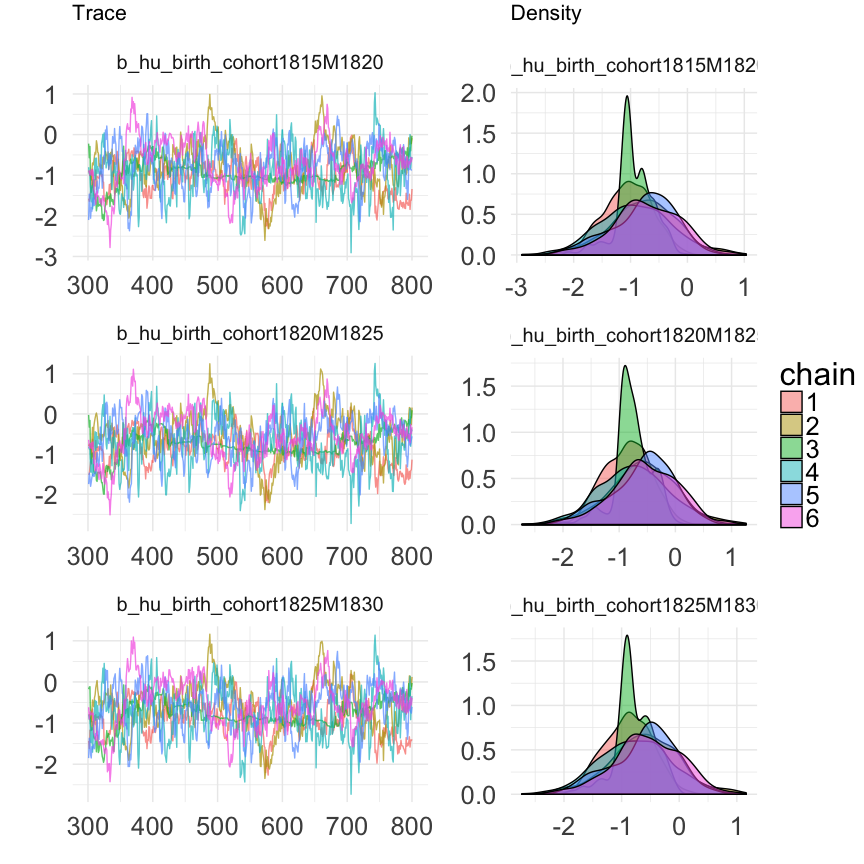 Trace
Density
b_hu_birth_cohort1815M1820
_hu_birth_cohort1815M182
1
0
-1
-2
-3
300 400 500 600 700 800
2.0
1.5
1.0
0.5
0.0
-3 -2 -1 0 1
b_hu_birth_cohort1820M1825
_hu_birth_cohort1820M182
1
0
-1
-2
300 400 500 600 700 800
1.5
1.0
0.5
0.0
-2 -1 0 1
b_hu_birth_cohort1825M1830
_hu_birth_cohort1825M183
1
0
-1
-2
300 400 500 600 700 800
1.5
1.0
0.5
0.0
-2 -1 0 1
chain
1
2
3
4
5
6